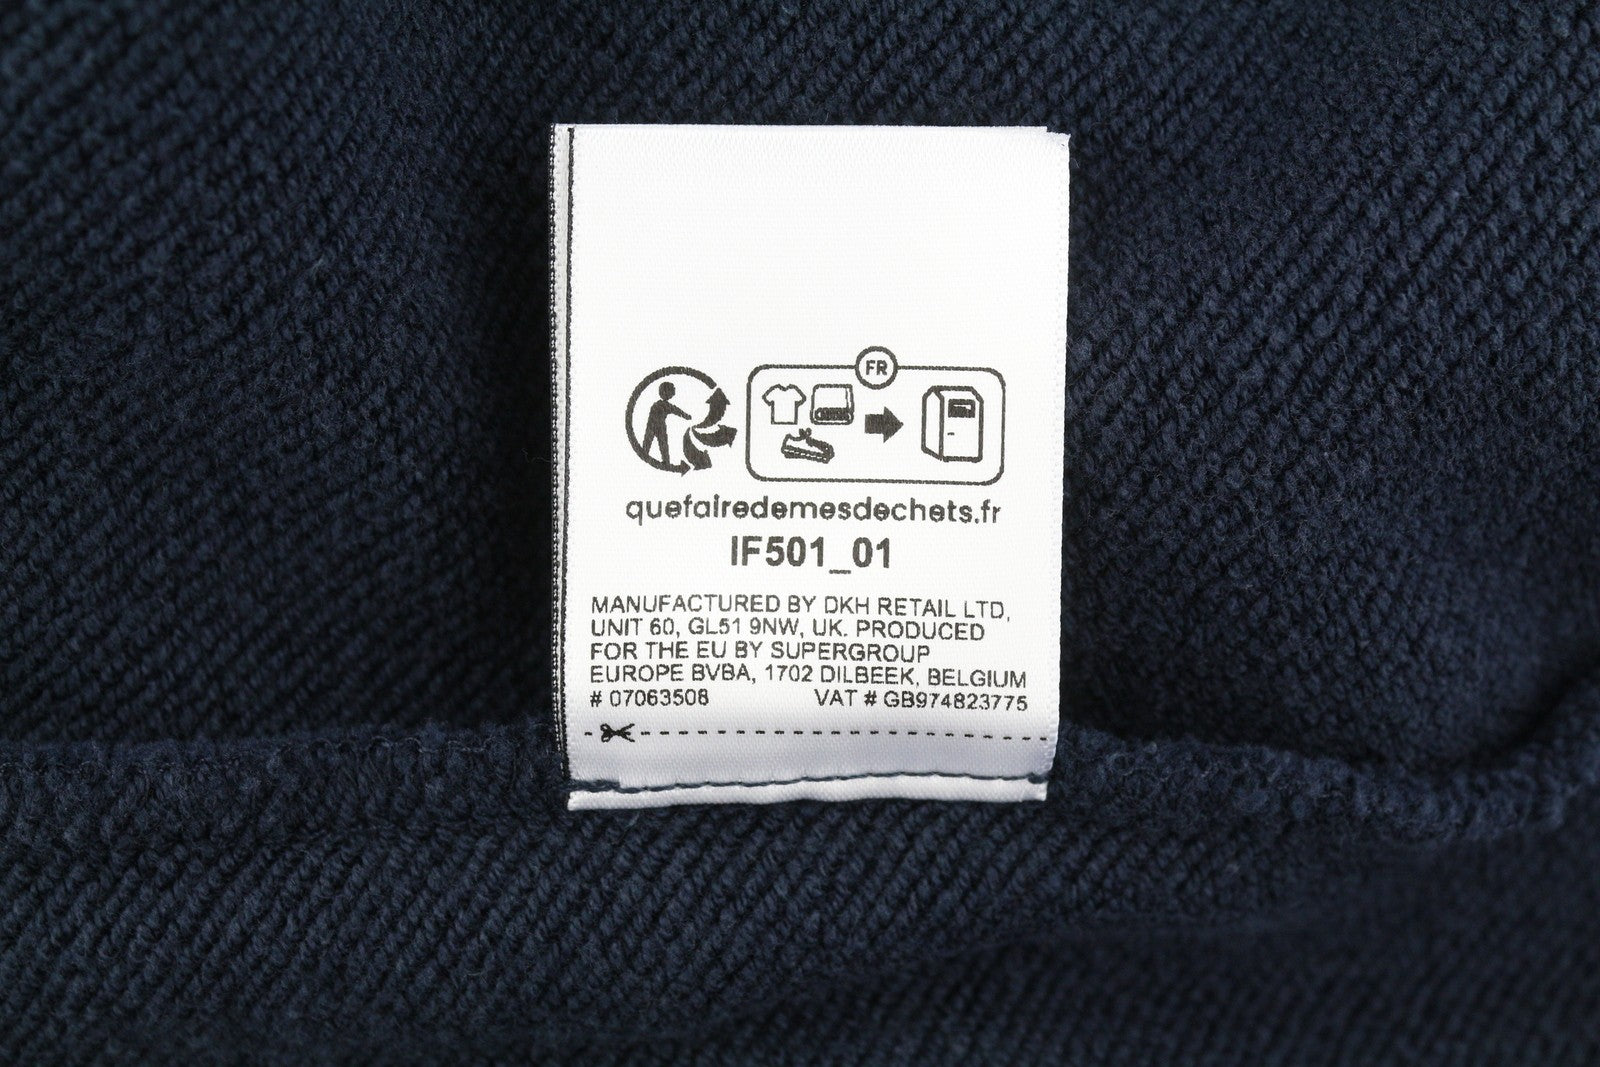 FR
quefairedemesdechets.fr
IF501_01
MANUFACTURED BY DKH RETAIL LTD,
UNIT 60, GL51 9NW, UK. PRODUCED
FOR THE EU BY SUPERGROUP
EUROPE BVBA, 1702 DILBEEK, BELGIUM
# 07063508 VAT # GB974823775